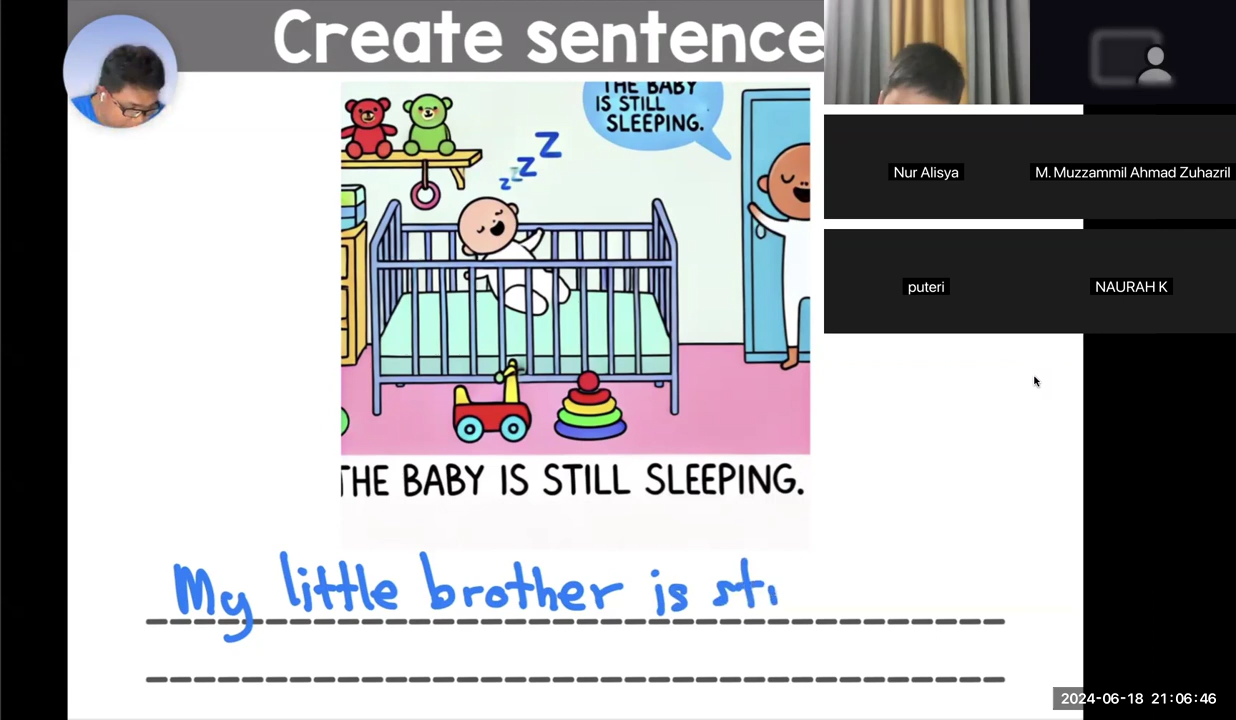 Create sentence
THE BABY
IS STILL
SLEEPING.
z z Z
Nur Alisya
M. Muzzammil Ahmad Zuhazril
puteri
NAURAH K
THE BABY IS STILL SLEEPING.
My little brother is sti
2024-06-18 21:06:46